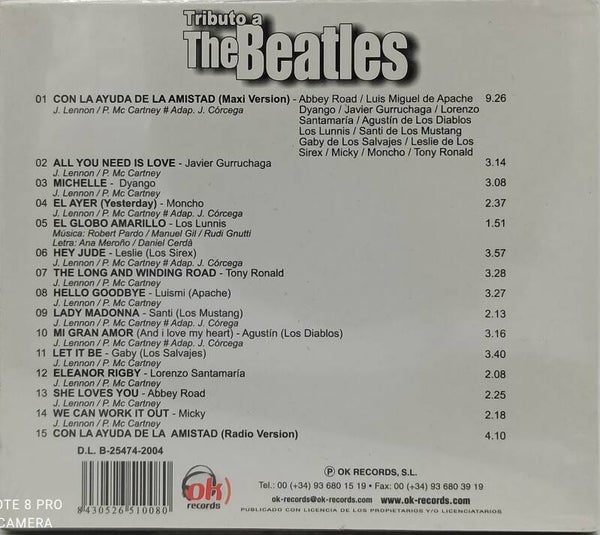 Tributo a
The Beatles
01 CON LA AYUDA DE LA AMISTAD (Maxi Version) - Abbey Road / Luis Miguel de Apache 9.26
J. Lennon / P. Mc Cartney # Adap. J. Córcega Dyango / Javier Gurruchaga / Lorenzo
Santamaría / Agustín de Los Diablos
Los Lunnis / Santi de Los Mustang
Gaby de Los Salvajes / Leslie de Los
Sirex / Micky / Moncho / Tony Ronald
02 ALL YOU NEED IS LOVE - Javier Gurruchaga 3.14
J. Lennon / P. Mc Cartney
03 MICHELLE - Dyango 3.08
J. Lennon / P. Mc Cartney
04 EL AYER (Yesterday) - Moncho 2.37
J. Lennon / P. Mc Cartney # Adap. J. Córcega
05 EL GLOBO AMARILLO - Los Lunnis 1.51
Música: Robert Pardo / Manuel Gil / Rudi Gnutti
Letra: Ana Meroño / Daniel Cerdà
06 HEY JUDE - Leslie (Los Sirex) 3.57
J. Lennon / P. Mc Cartney # Adap. J. Córcega
07 THE LONG AND WINDING ROAD - Tony Ronald 3.28
J. Lennon / P. Mc Cartney
08 HELLO GOODBYE - Luismi (Apache) 3.27
J. Lennon / P. Mc Cartney
09 LADY MADONNA - Santi (Los Mustang) 2.13
J. Lennon / P. Mc Cartney # Adap. J. Córega
10 MI GRAN AMOR (And i love my heart) - Agustín (Los Diablos) 3.16
J. Lennon / P. Mc Cartney # Adap. J. Córcega
11 LET IT BE - Gaby (Los Salvajes) 3.40
J. Lennon / P. Mc Cartney
12 ELEANOR RIGBY - Lorenzo Santamaría 2.08
J. Lennon / P. Mc Cartney
13 SHE LOVES YOU - Abbey Road 2.25
J. Lennon / P. Mc Cartney
14 WE CAN WORK IT OUT - Micky 2.18
J. Lennon / P. Mc Cartney
15 CON LA AYUDA DE LA AMISTAD (Radio Version) 4.10
D.L. B-25474-2004
8430526510080
ok
records
Ⓟ OK RECORDS, S.L.
Tel.: 00 (+34) 93 680 15 19 • Fax: 00 (+34) 93 680 39 19
ok-records@ok-records.com • www.ok-records.com
PUBLICADO CON LICENCIA DE LOS PROPIETARIOS Y/O LICENCIATARIOS
OTE 8 PRO
CAMERA